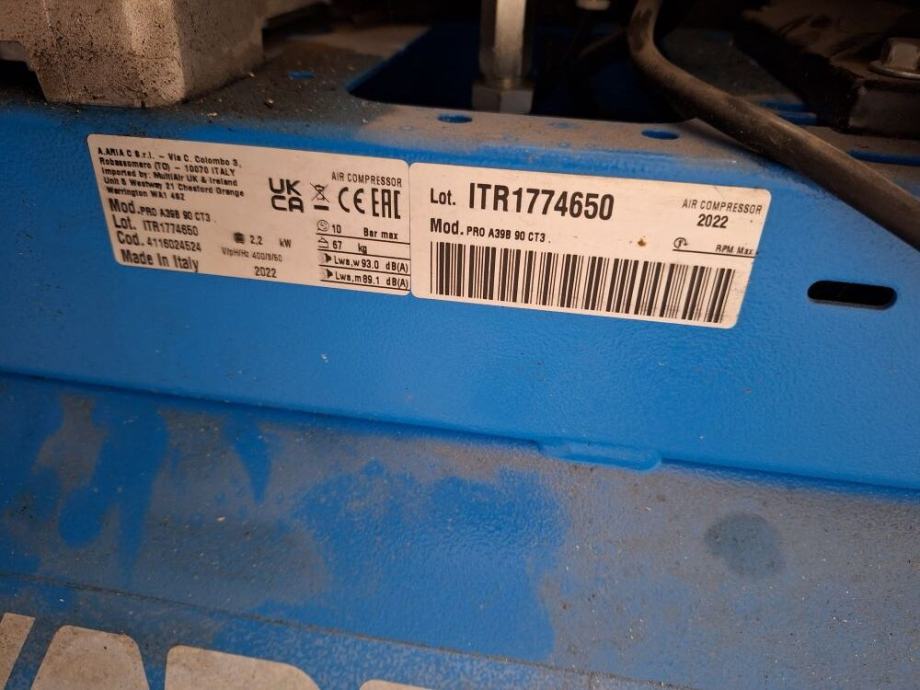 A.ARIA C S.r.l. - Via C. Colombo 3,
Robassomero (TO) - 10070 ITALY
Imported by: MultiAir UK & Ireland
Unit 5 Westway 21 Chesford Grange
Warrington WA1 4SZ
Mod. PRO A39B 90 CT3 .
Lot. ITR1774650
Cod. 4116024524
Made in Italy
2,2 kW
V/pH/Hz 400/3/50
2022
UK
CA
CE EAC
AIR COMPRESSOR
10 Bar max
67 kg
Lwa,w 93.0 dB(A)
Lwa,m 89.1 dB(A)
Lot. ITR1774650
Mod. PRO A39B 90 CT3 .
AIR COMPRESSOR
2022
RPM Max